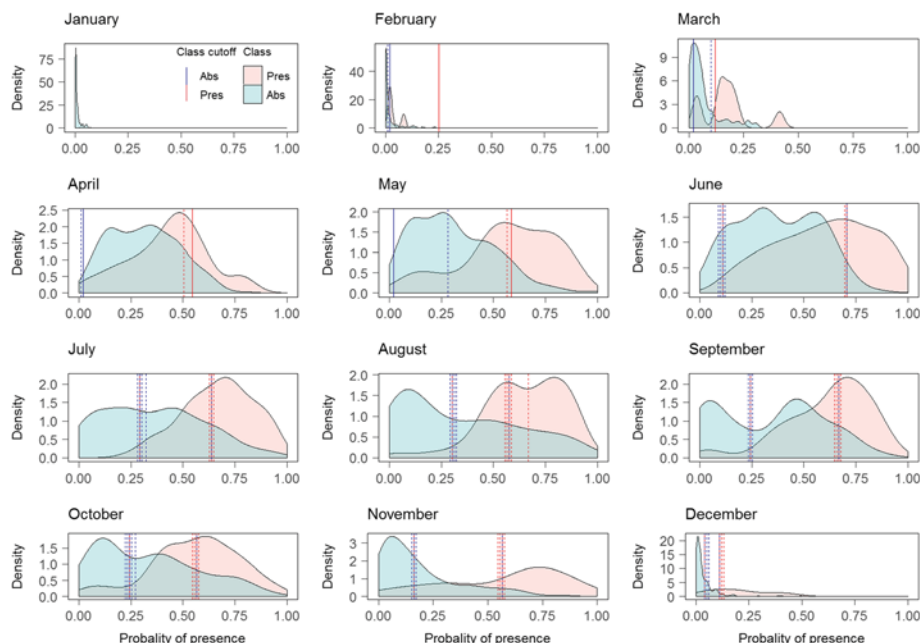 January
February
March
Density
75
50
25
0
0.00 0.25 0.50 0.75 1.00
Class cutoff
Abs
Pres
Class
Pres
Abs
Density
40
20
0
0.00 0.25 0.50 0.75 1.00
Density
9
6
3
0
0.00 0.25 0.50 0.75 1.00
April
May
June
Density
2.5
2.0
1.5
1.0
0.5
0.0
0.00 0.25 0.50 0.75 1.00
Density
2.0
1.5
1.0
0.5
0.0
0.00 0.25 0.50 0.75 1.00
Density
1.5
1.0
0.5
0.0
0.00 0.25 0.50 0.75 1.00
July
August
September
Density
2.0
1.5
1.0
0.5
0.0
0.00 0.25 0.50 0.75 1.00
Density
2.0
1.5
1.0
0.5
0.0
0.00 0.25 0.50 0.75 1.00
Density
2.0
1.5
1.0
0.5
0.0
0.00 0.25 0.50 0.75 1.00
October
November
December
Density
1.5
1.0
0.5
0.0
0.00 0.25 0.50 0.75 1.00
Probality of presence
Density
3
2
1
0
0.00 0.25 0.50 0.75 1.00
Probality of presence
Density
20
15
10
5
0
0.00 0.25 0.50 0.75 1.00
Probality of presence